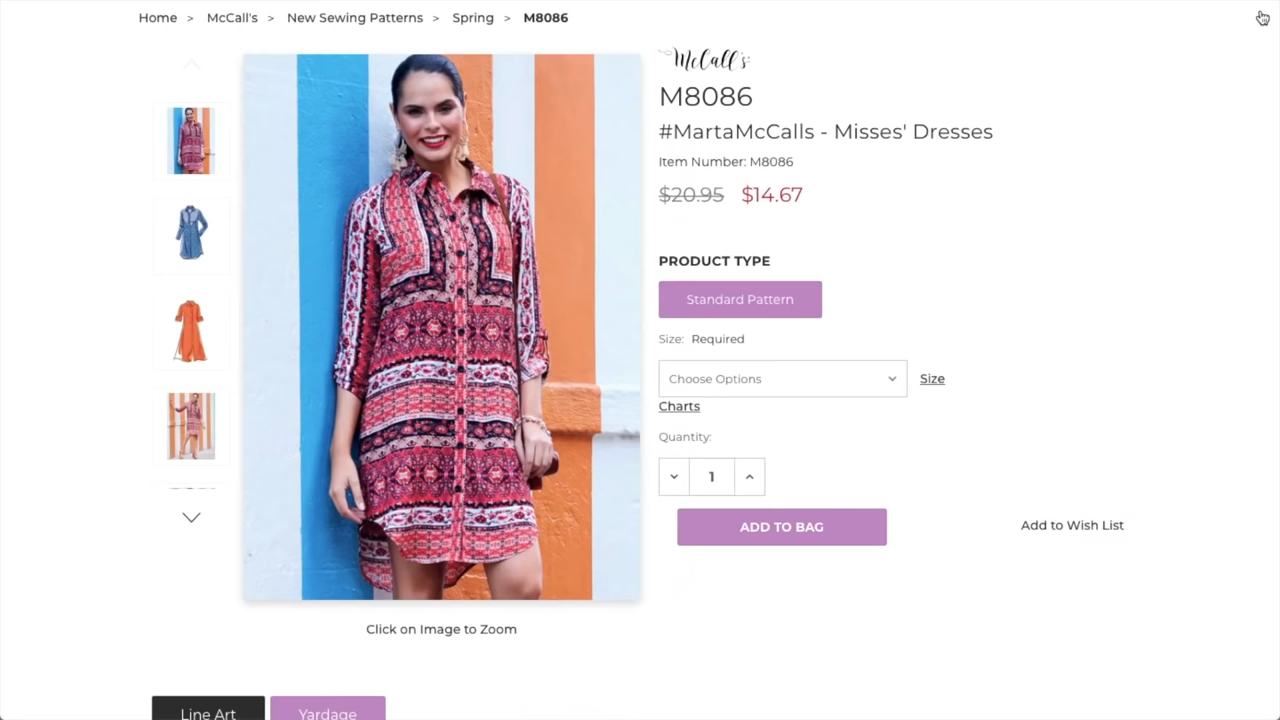 Home > McCall's > New Sewing Patterns > Spring > M8086
McCall's
M8086
#MartaMcCalls - Misses' Dresses
Item Number: M8086
$20.95 $14.67
PRODUCT TYPE
Standard Pattern
Size: Required
Choose Options
Size
Charts
Quantity:
1
ADD TO BAG
Add to Wish List
Click on Image to Zoom
Line Art
Yardage